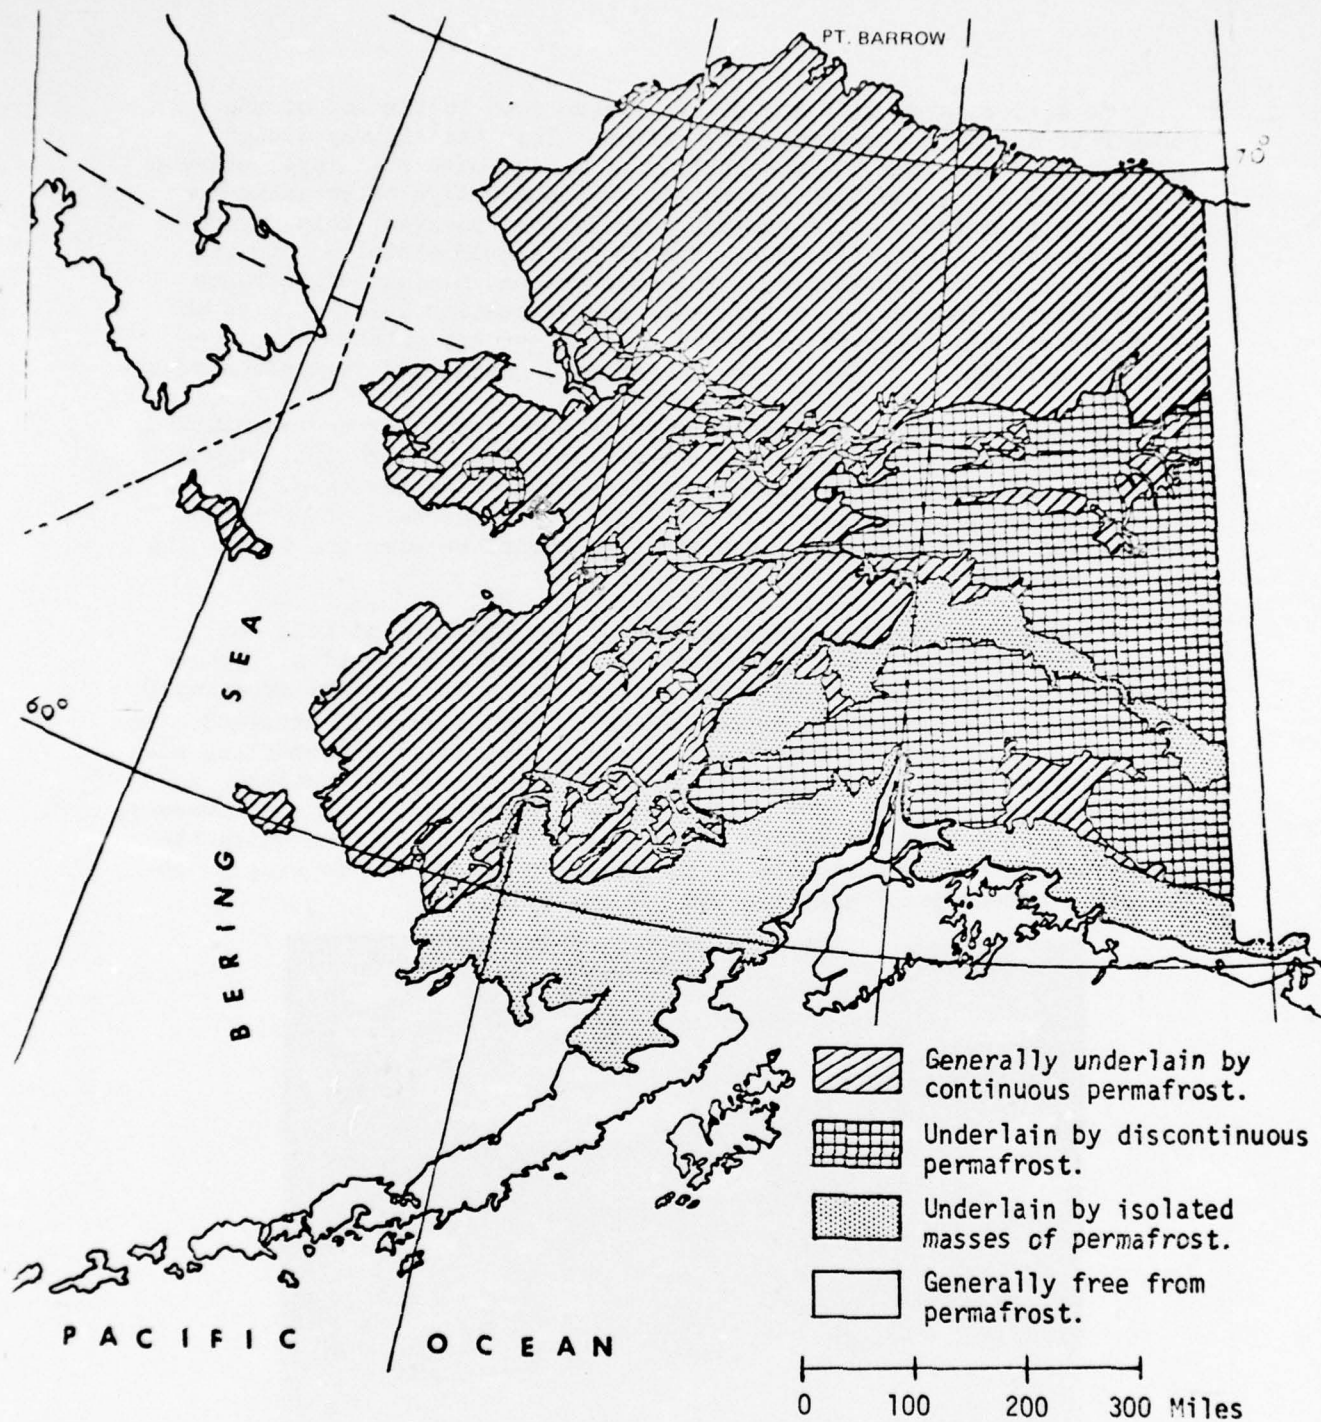 PT. BARROW
70°
60°
BERING SEA
Generally underlain by
continuous permafrost.
Underlain by discontinuous
permafrost.
Underlain by isolated
masses of permafrost.
Generally free from
permafrost.
PACIFIC OCEAN
0 100 200 300 Miles